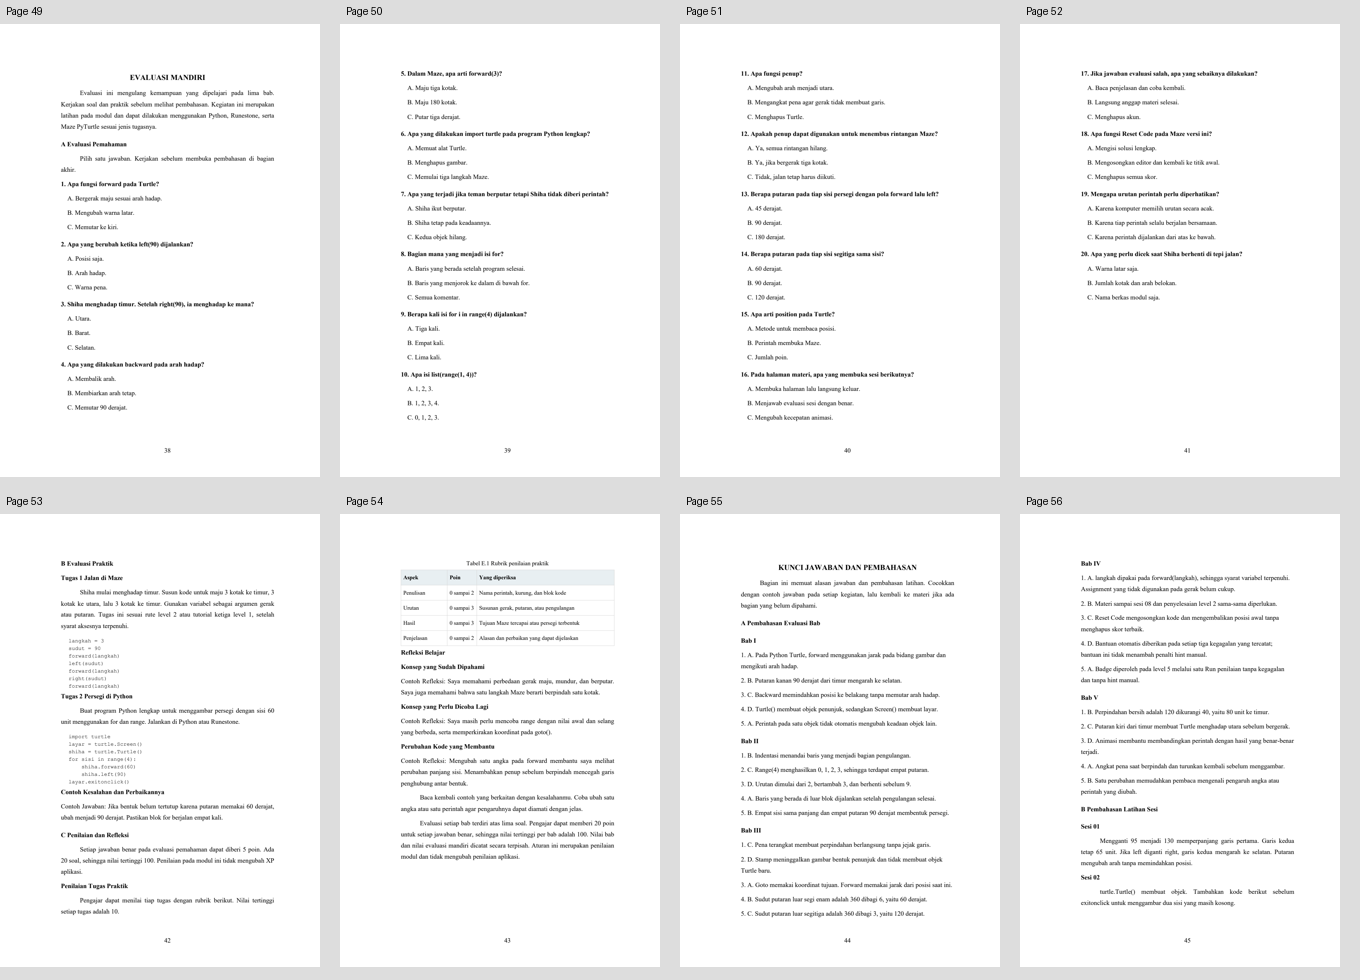 Page 49
EVALUASI MANDIRI
Evaluasi ini mengulang kemampuan yang dipelajari pada lima bab.
Kerjakan soal dan praktik sebelum melihat pembahasan. Kegiatan ini merupakan
latihan pada modul dan dapat dilakukan menggunakan Python, Runestone, serta
Maze PyTurtle sesuai jenis tugasnya.
A Evaluasi Pemahaman
Pilih satu jawaban. Kerjakan sebelum membuka pembahasan di bagian
akhir.
1. Apa fungsi forward pada Turtle?
A. Bergerak maju sesuai arah hadap.
B. Mengubah warna latar.
C. Memutar ke kiri.
2. Apa yang berubah ketika left(90) dijalankan?
A. Posisi saja.
B. Arah hadap.
C. Warna pena.
3. Shiha menghadap timur. Setelah right(90), ia menghadap ke mana?
A. Utara.
B. Barat.
C. Selatan.
4. Apa yang dilakukan backward pada arah hadap?
A. Membalik arah.
B. Membiarkan arah tetap.
C. Memutar 90 derajat.
38
Page 50
5. Dalam Maze, apa arti forward(3)?
A. Maju tiga kotak.
B. Maju 180 kotak.
C. Putar tiga derajat.
6. Apa yang dilakukan import turtle pada program Python lengkap?
A. Memuat alat Turtle.
B. Menghapus gambar.
C. Memulai tiga langkah Maze.
7. Apa yang terjadi jika teman berputar tetapi Shiha tidak diberi perintah?
A. Shiha ikut berputar.
B. Shiha tetap pada keadaannya.
C. Kedua objek hilang.
8. Bagian mana yang menjadi isi for?
A. Baris yang berada setelah program selesai.
B. Baris yang menjorok ke dalam di bawah for.
C. Semua komentar.
9. Berapa kali isi for i in range(4) dijalankan?
A. Tiga kali.
B. Empat kali.
C. Lima kali.
10. Apa isi list(range(1, 4))?
A. 1, 2, 3.
B. 1, 2, 3, 4.
C. 0, 1, 2, 3.
39
Page 51
11. Apa fungsi penup?
A. Mengubah arah menjadi utara.
B. Mengangkat pena agar gerak tidak membuat garis.
C. Menghapus Turtle.
12. Apakah penup dapat digunakan untuk menembus rintangan Maze?
A. Ya, semua rintangan hilang.
B. Ya, jika bergerak tiga kotak.
C. Tidak, jalan tetap harus diikuti.
13. Berapa putaran pada tiap sisi persegi dengan pola forward lalu left?
A. 45 derajat.
B. 90 derajat.
C. 180 derajat.
14. Berapa putaran pada tiap sisi segitiga sama sisi?
A. 60 derajat.
B. 90 derajat.
C. 120 derajat.
15. Apa arti position pada Turtle?
A. Metode untuk membaca posisi.
B. Perintah membuka Maze.
C. Jumlah poin.
16. Pada halaman materi, apa yang membuka sesi berikutnya?
A. Membuka halaman lalu langsung keluar.
B. Menjawab evaluasi sesi dengan benar.
C. Mengubah kecepatan animasi.
40
Page 52
17. Jika jawaban evaluasi salah, apa yang sebaiknya dilakukan?
A. Baca penjelasan dan coba kembali.
B. Langsung anggap materi selesai.
C. Menghapus akun.
18. Apa fungsi Reset Code pada Maze versi ini?
A. Mengisi solusi lengkap.
B. Mengosongkan editor dan kembali ke titik awal.
C. Menghapus semua skor.
19. Mengapa urutan perintah perlu diperhatikan?
A. Karena komputer memilih urutan secara acak.
B. Karena tiap perintah selalu berjalan bersamaan.
C. Karena perintah dijalankan dari atas ke bawah.
20. Apa yang perlu dicek saat Shiha berhenti di tepi jalan?
A. Warna latar saja.
B. Jumlah kotak dan arah belokan.
C. Nama berkas modul saja.
41
Page 53
B Evaluasi Praktik
Tugas 1 Jalan di Maze
Shiha mulai menghadap timur. Susun kode untuk maju 3 kotak ke timur, 3
kotak ke utara, lalu 3 kotak ke timur. Gunakan variabel sebagai argumen gerak
atau putaran. Tugas ini sesuai rute level 2 atau tutorial ketiga level 1, setelah
syarat aksesnya terpenuhi.
langkah = 3
sudut = 90
forward(langkah)
left(sudut)
forward(langkah)
right(sudut)
forward(langkah)
Tugas 2 Persegi di Python
Buat program Python lengkap untuk menggambar persegi dengan sisi 60
unit menggunakan for dan range. Jalankan di Python atau Runestone.
import turtle
layar = turtle.Screen()
shiha = turtle.Turtle()
for sisi in range(4):
shiha.forward(60)
shiha.left(90)
layar.exitonclick()
Contoh Kesalahan dan Perbaikannya
Contoh Jawaban: Jika bentuk belum tertutup karena putaran memakai 60 derajat,
ubah menjadi 90 derajat. Pastikan blok for berjalan empat kali.
C Penilaian dan Refleksi
Setiap jawaban benar pada evaluasi pemahaman dapat diberi 5 poin. Ada
20 soal, sehingga nilai tertinggi 100. Penilaian pada modul ini tidak mengubah XP
aplikasi.
Penilaian Tugas Praktik
Pengajar dapat menilai tiap tugas dengan rubrik berikut. Nilai tertinggi
setiap tugas adalah 10.
42
Page 54
Tabel E.1 Rubrik penilaian praktik
Aspek Poin Yang diperiksa
Penulisan 0 sampai 2 Nama perintah, kurung, dan blok kode
Urutan 0 sampai 3 Susunan gerak, putaran, atau pengulangan
Hasil 0 sampai 3 Tujuan Maze tercapai atau persegi terbentuk
Penjelasan 0 sampai 2 Alasan dan perbaikan yang dapat dijelaskan
Refleksi Belajar
Konsep yang Sudah Dipahami
Contoh Refleksi: Saya memahami perbedaan gerak maju, mundur, dan berputar.
Saya juga memahami bahwa satu langkah Maze berarti berpindah satu kotak.
Konsep yang Perlu Dicoba Lagi
Contoh Refleksi: Saya masih perlu mencoba range dengan nilai awal dan selang
yang berbeda, serta memperkirakan koordinat pada goto().
Perubahan Kode yang Membantu
Contoh Refleksi: Mengubah satu angka pada forward membantu saya melihat
perubahan panjang sisi. Menambahkan penup sebelum berpindah mencegah garis
penghubung antar bentuk.
Baca kembali contoh yang berkaitan dengan kesalahanmu. Coba ubah satu
angka atau satu perintah agar pengaruhnya dapat diamati dengan jelas.
Evaluasi setiap bab terdiri atas lima soal. Pengajar dapat memberi 20 poin
untuk setiap jawaban benar, sehingga nilai tertinggi per bab adalah 100. Nilai bab
dan nilai evaluasi mandiri dicatat secara terpisah. Aturan ini merupakan penilaian
modul dan tidak mengubah penilaian aplikasi.
43
Page 55
KUNCI JAWABAN DAN PEMBAHASAN
Bagian ini memuat alasan jawaban dan pembahasan latihan. Cocokkan
dengan contoh jawaban pada setiap kegiatan, lalu kembali ke materi jika ada
bagian yang belum dipahami.
A Pembahasan Evaluasi Bab
Bab I
1. A. Pada Python Turtle, forward menggunakan jarak pada bidang gambar dan
mengikuti arah hadap.
2. B. Putaran kanan 90 derajat dari timur mengarah ke selatan.
3. C. Backward memindahkan posisi ke belakang tanpa memutar arah hadap.
4. D. Turtle() membuat objek penunjuk, sedangkan Screen() membuat layar.
5. A. Perintah pada satu objek tidak otomatis mengubah keadaan objek lain.
Bab II
1. B. Indentasi menandai baris yang menjadi bagian pengulangan.
2. C. Range(4) menghasilkan 0, 1, 2, 3, sehingga terdapat empat putaran.
3. D. Urutan dimulai dari 2, bertambah 3, dan berhenti sebelum 9.
4. A. Baris yang berada di luar blok dijalankan setelah pengulangan selesai.
5. B. Empat sisi sama panjang dan empat putaran 90 derajat membentuk persegi.
Bab III
1. C. Pena terangkat membuat perpindahan berlangsung tanpa jejak garis.
2. D. Stamp meninggalkan gambar bentuk penunjuk dan tidak membuat objek
Turtle baru.
3. A. Goto memakai koordinat tujuan. Forward memakai jarak dari posisi saat ini.
4. B. Sudut putaran luar segi enam adalah 360 dibagi 6, yaitu 60 derajat.
5. C. Sudut putaran luar segitiga adalah 360 dibagi 3, yaitu 120 derajat.
44
Page 56
Bab IV
1. A. langkah dipakai pada forward(langkah), sehingga syarat variabel terpenuhi.
Assignment yang tidak digunakan pada gerak belum cukup.
2. B. Materi sampai sesi 08 dan penyelesaian level 2 sama-sama diperlukan.
3. C. Reset Code mengosongkan kode dan mengembalikan posisi awal tanpa
menghapus skor terbaik.
4. D. Bantuan otomatis diberikan pada setiap tiga kegagalan yang tercatat;
bantuan ini tidak menambah penalti hint manual.
5. A. Badge diperoleh pada level 5 melalui satu Run penilaian tanpa kegagalan
dan tanpa hint manual.
Bab V
1. B. Perpindahan bersih adalah 120 dikurangi 40, yaitu 80 unit ke timur.
2. C. Putaran kiri dari timur membuat Turtle menghadap utara sebelum bergerak.
3. D. Animasi membantu membandingkan perintah dengan hasil yang benar-benar
terjadi.
4. A. Angkat pena saat berpindah dan turunkan kembali sebelum menggambar.
5. B. Satu perubahan memudahkan pembaca mengenali pengaruh angka atau
perintah yang diubah.
B Pembahasan Latihan Sesi
Sesi 01
Mengganti 95 menjadi 130 memperpanjang garis pertama. Garis kedua
tetap 65 unit. Jika left diganti right, garis kedua mengarah ke selatan. Putaran
mengubah arah tanpa memindahkan posisi.
Sesi 02
turtle.Turtle() membuat objek. Tambahkan kode berikut sebelum
exitonclick untuk menggambar dua sisi yang masih kosong.
45